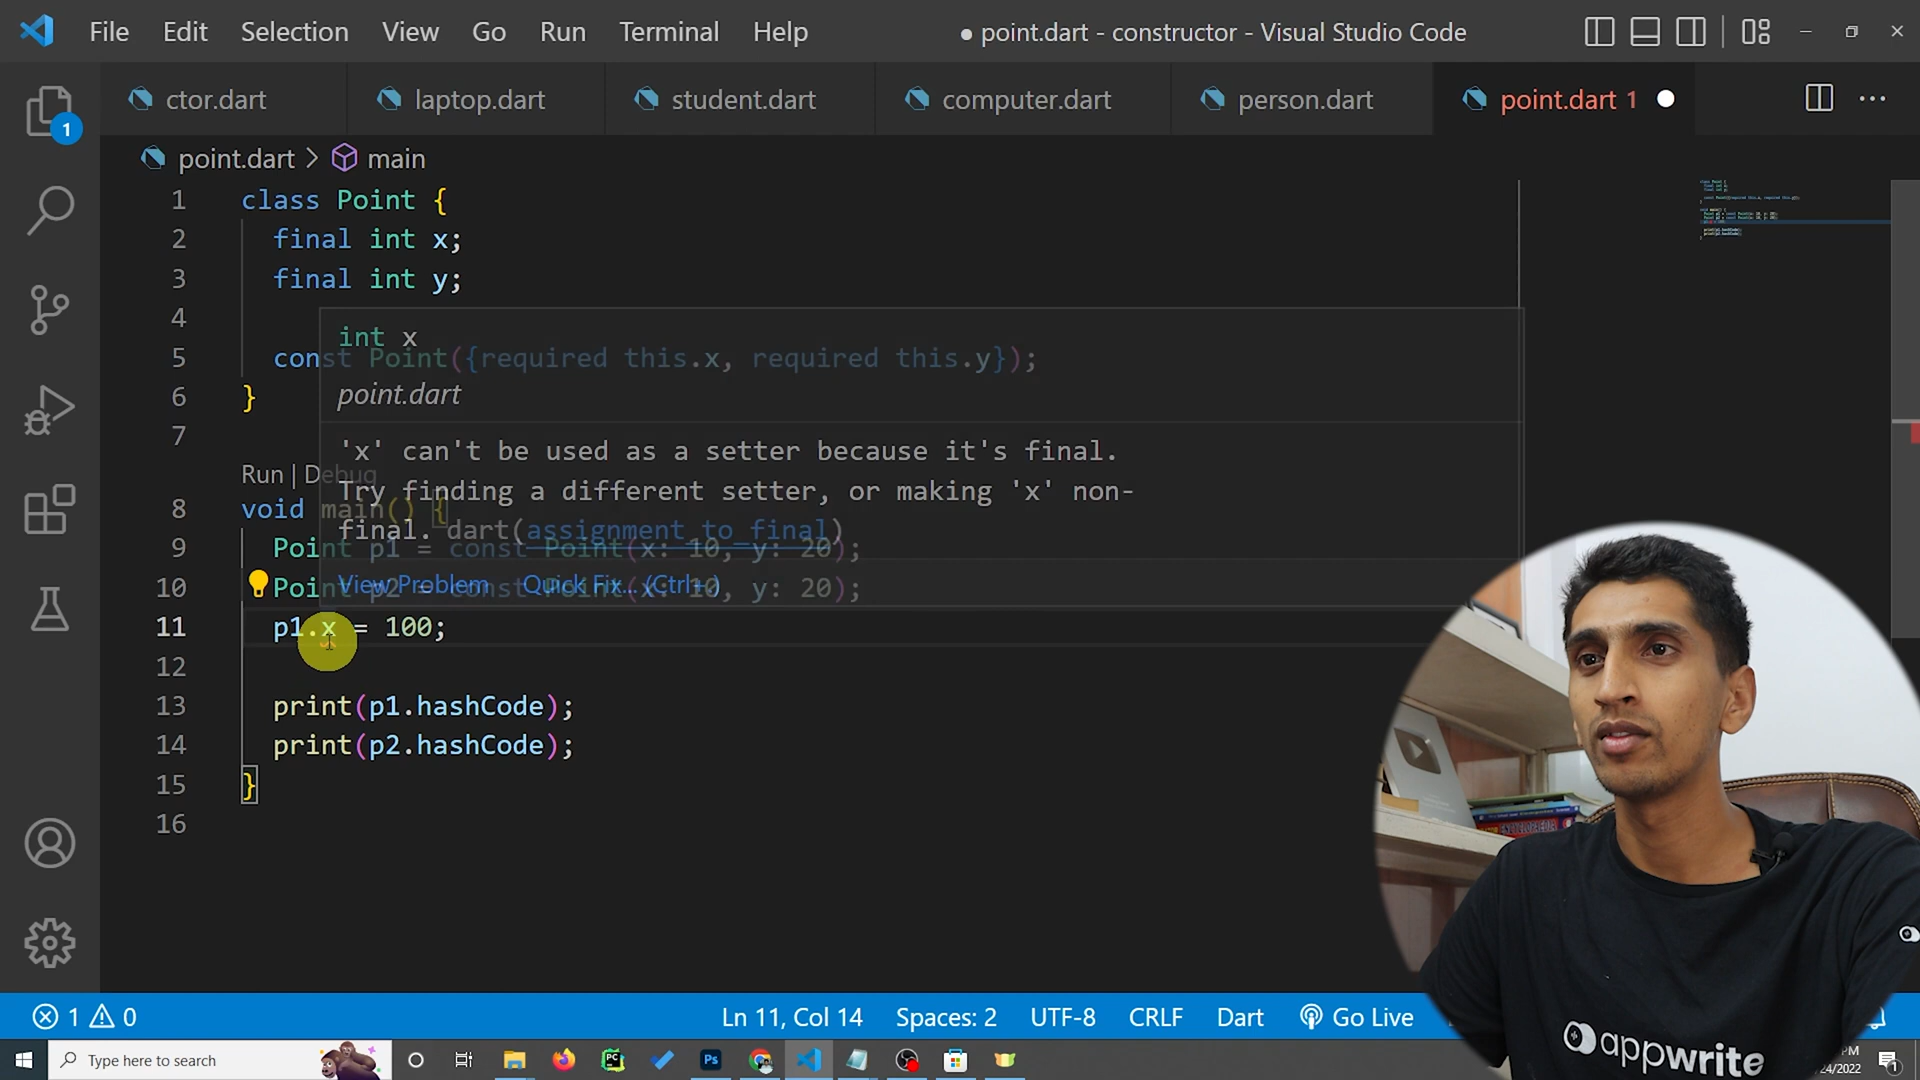 File Edit Selection View Go Run Terminal Help
● point.dart - constructor - Visual Studio Code
ctor.dart laptop.dart student.dart computer.dart person.dart point.dart 1
point.dart > main
1
1 class Point {
2 final int x;
3 final int y;
4
int x
5 const Point({required this.x, required this.y});
point.dart
6 }
7
'x' can't be used as a setter because it's final.
Run | Debug
Try finding a different setter, or making 'x' non-
8 void main() {
final. dart(assignment_to_final)
9 Point p1 = const Point(x: 10, y: 20);
View Problem Quick Fix... (Ctrl+.)
10 Point p2 = const Point(x: 10, y: 20);
11 p1.x = 100;
12
13 print(p1.hashCode);
14 print(p2.hashCode);
15 }
16
1 0 Ln 11, Col 14 Spaces: 2 UTF-8 CRLF Dart Go Live
Type here to search
appwrite